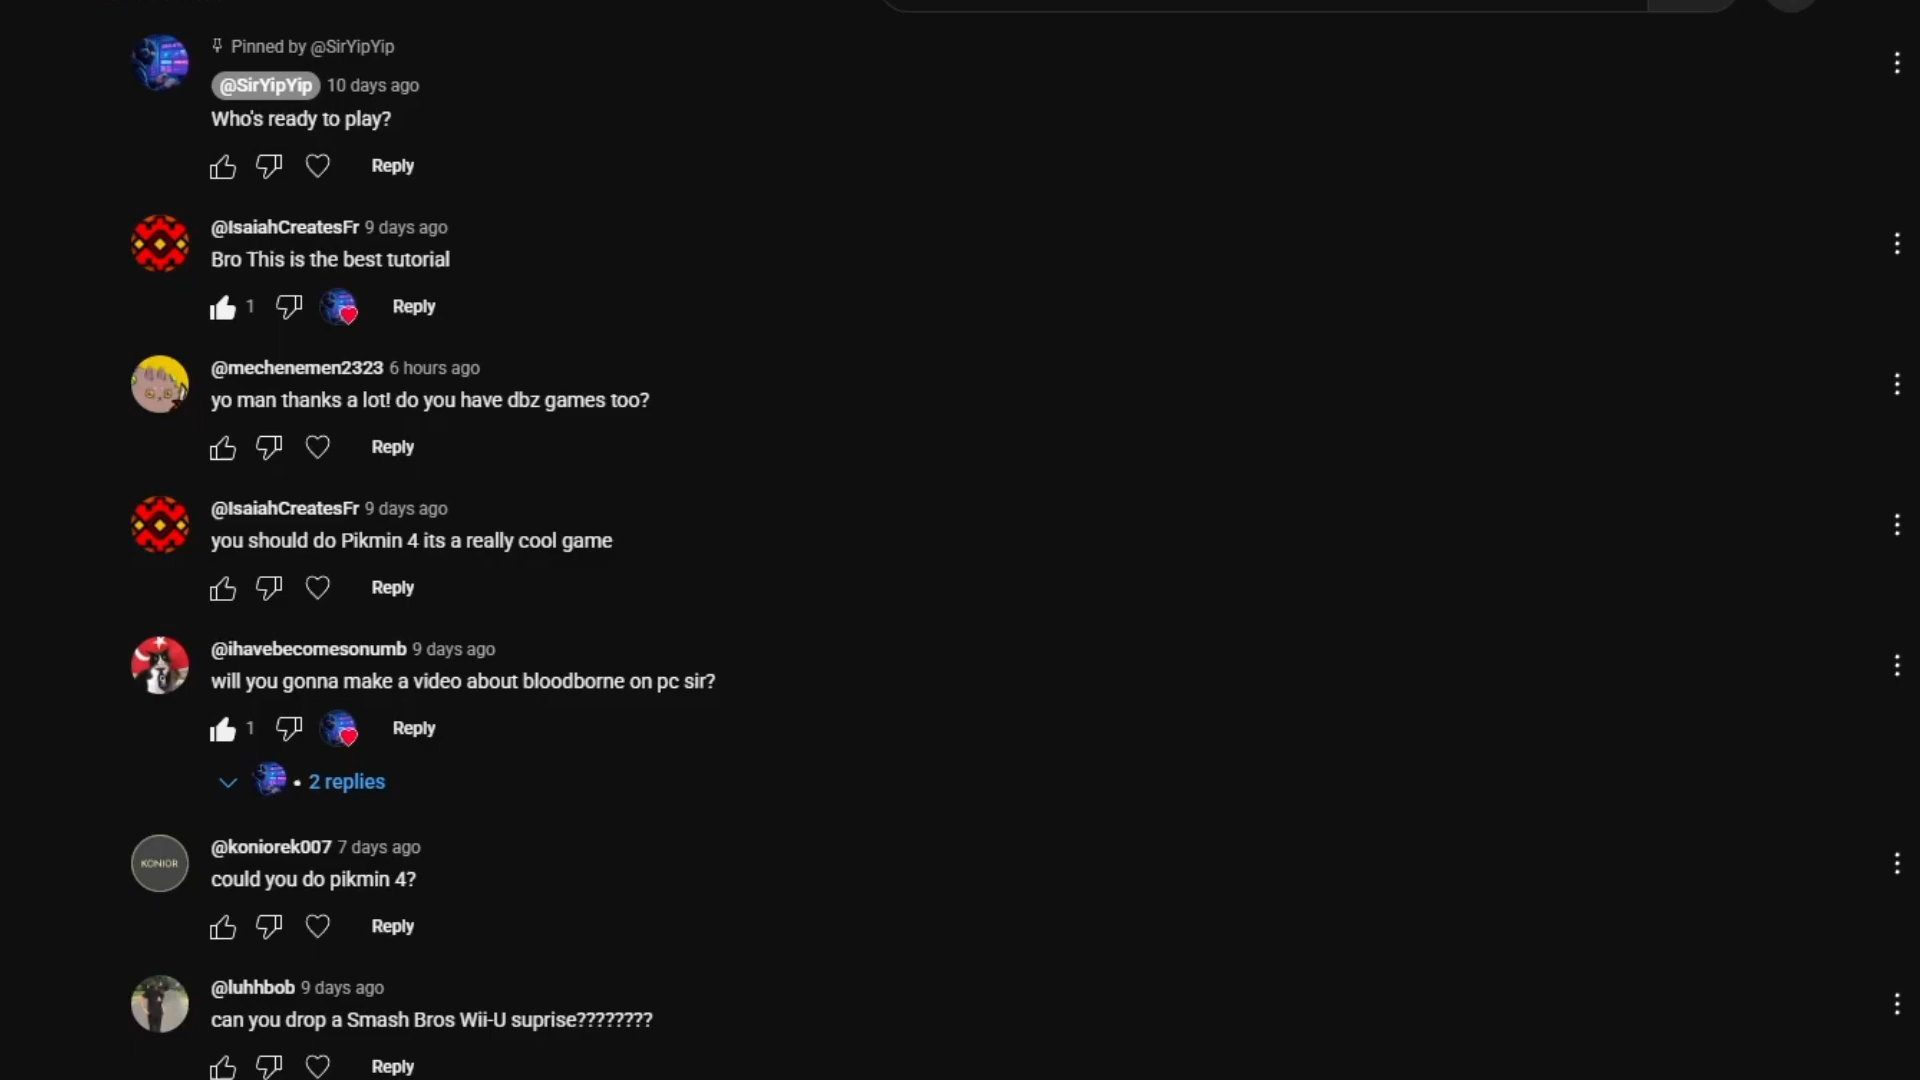 Pinned by @SirYipYip
@SirYipYip 10 days ago
Who's ready to play?
Reply
@IsaiahCreatesFr 9 days ago
Bro This is the best tutorial
1 Reply
@mechenemen2323 6 hours ago
yo man thanks a lot! do you have dbz games too?
Reply
@IsaiahCreatesFr 9 days ago
you should do Pikmin 4 its a really cool game
Reply
@ihavebecomesonumb 9 days ago
will you gonna make a video about bloodborne on pc sir?
1 Reply
• 2 replies
KONIOR
@koniorek007 7 days ago
could you do pikmin 4?
Reply
@luhhbob 9 days ago
can you drop a Smash Bros Wii-U suprise????????
Reply